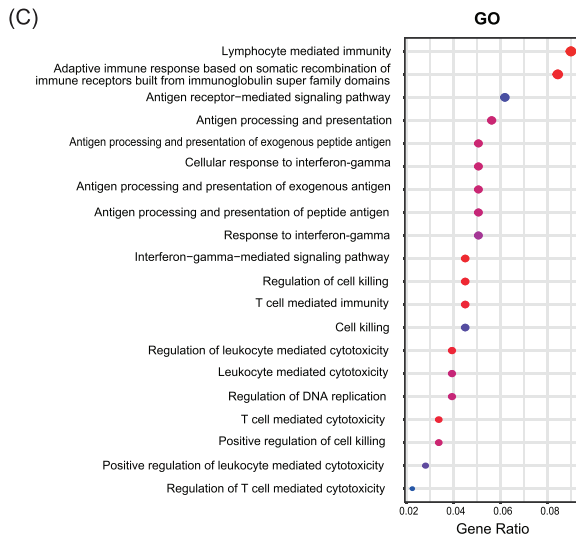 (C)
GO
Lymphocyte mediated immunity
Adaptive immune response based on somatic recombination of
immune receptors built from immunoglobulin super family domains
Antigen receptor−mediated signaling pathway
Antigen processing and presentation
Antigen processing and presentation of exogenous peptide antigen
Cellular response to interferon-gamma
Antigen processing and presentation of exogenous antigen
Antigen processing and presentation of peptide antigen
Response to interferon-gamma
Interferon−gamma−mediated signaling pathway
Regulation of cell killing
T cell mediated immunity
Cell killing
Regulation of leukocyte mediated cytotoxicity
Leukocyte mediated cytotoxicity
Regulation of DNA replication
T cell mediated cytotoxicity
Positive regulation of cell killing
Positive regulation of leukocyte mediated cytotoxicity
Regulation of T cell mediated cytotoxicity
0.02 0.04 0.06 0.08
Gene Ratio